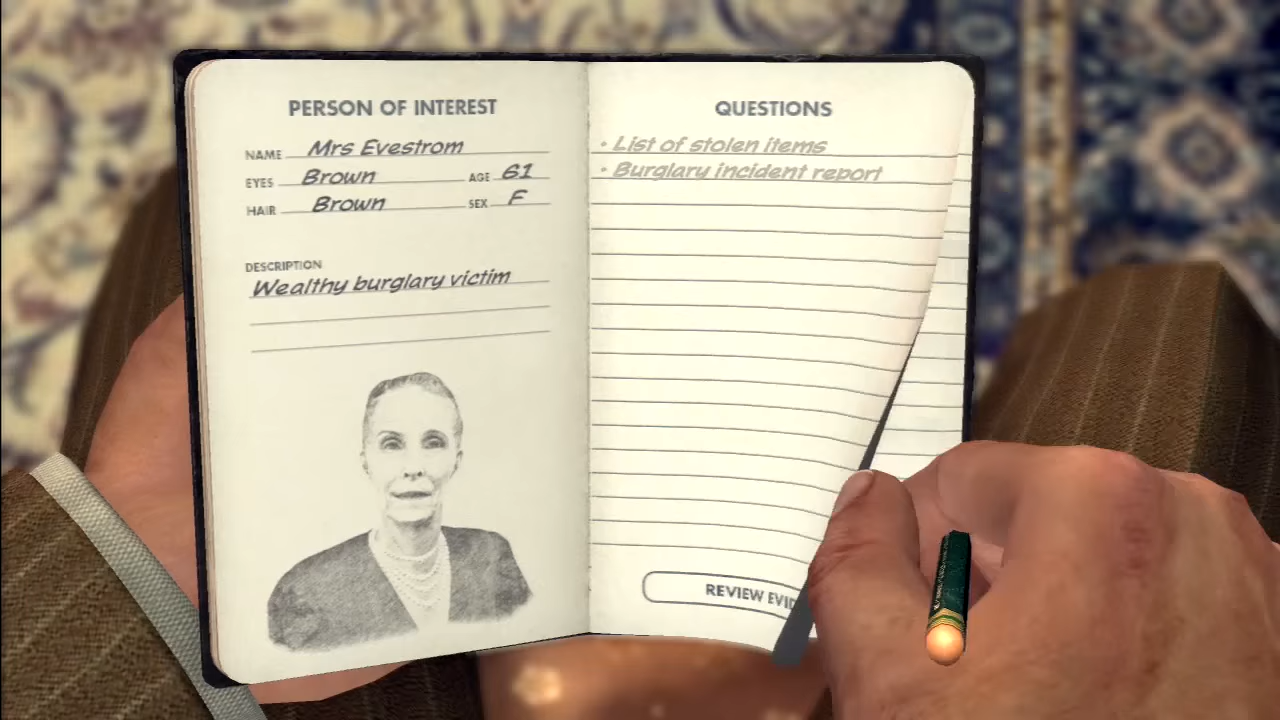 PERSON OF INTEREST
NAME Mrs Evestrom
EYES Brown AGE 61
HAIR Brown SEX F
DESCRIPTION
Wealthy burglary victim
QUESTIONS
• List of stolen items
• Burglary incident report
REVIEW EVID